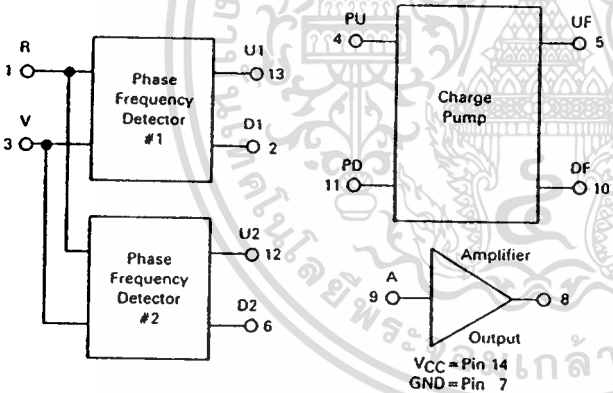 R
1
V
3
Phase
Frequency
Detector
#1
U1
13
D1
2
Phase
Frequency
Detector
#2
U2
12
D2
6
PU
4
PD
11
Charge
Pump
UF
5
DF
10
Amplifier
A
9
8
Output
VCC = Pin 14
GND = Pin 7